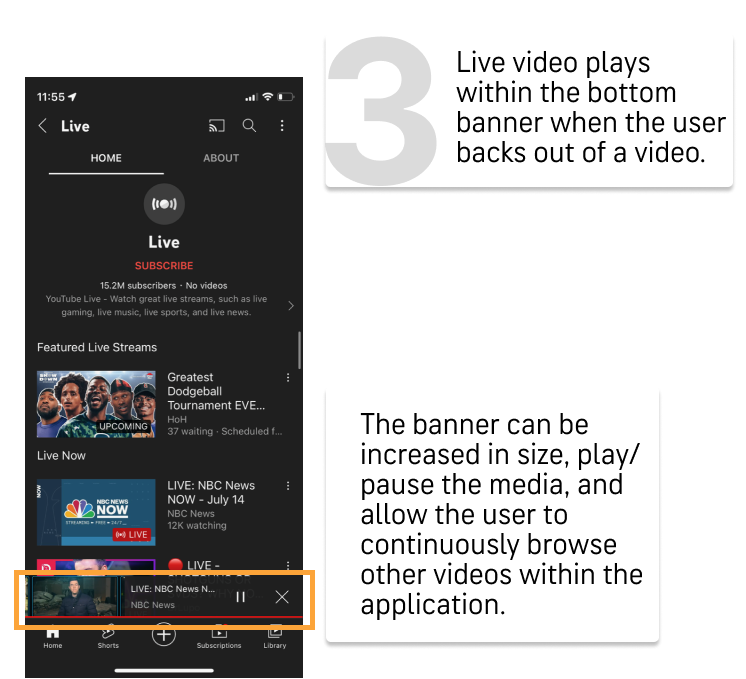 3
Live video plays
within the bottom
banner when the user
backs out of a video.
11:55
Live
HOME
ABOUT
Live
SUBSCRIBE
15.2M subscribers · No videos
YouTube Live - Watch great live streams, such as live
gaming, live music, live sports, and live news.
Featured Live Streams
SHOW
DOWN
UPCOMING
Greatest
Dodgeball
Tournament EVE...
HoH
37 waiting · Scheduled f...
Live Now
NOW
NBC NEWS
NOW
STREAMING • FREE • 24/7
LIVE
LIVE: NBC News
NOW - July 14
NBC News
12K watching
LIVE -
LIVE: NBC News N...
NBC News
Home
Shorts
Subscriptions
Library
The banner can be
increased in size, play/
pause the media, and
allow the user to
continuously browse
other videos within the
application.